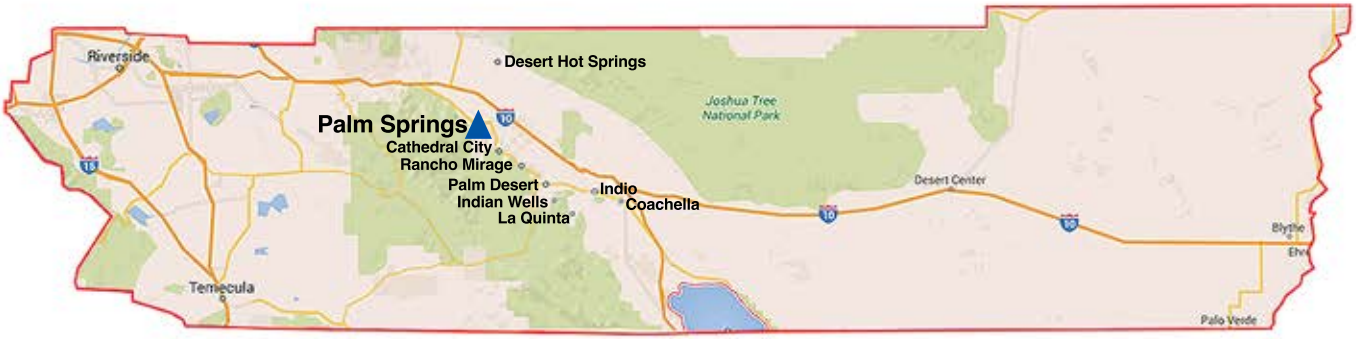 Riverside
Desert Hot Springs
Joshua Tree
National Park
10
Palm Springs
Cathedral City
15
Rancho Mirage
Desert Center
Palm Desert
Indio
Indian Wells
Coachella
La Quinta
10
10
Blythe
Ehre
Temecula
Palo Verde